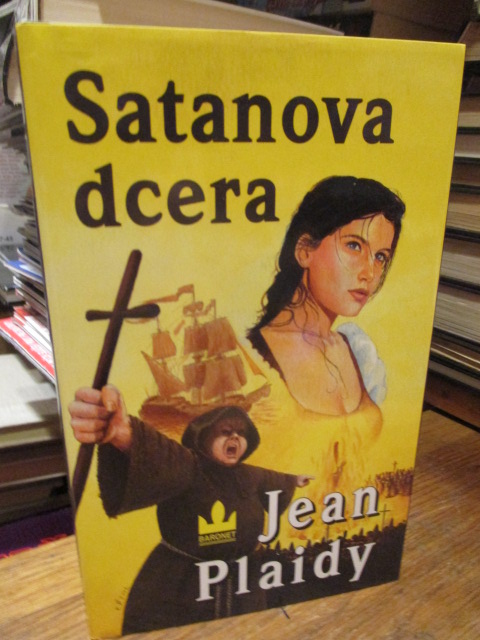 Satanova
dcera
BARONET
Jean
Plaidy